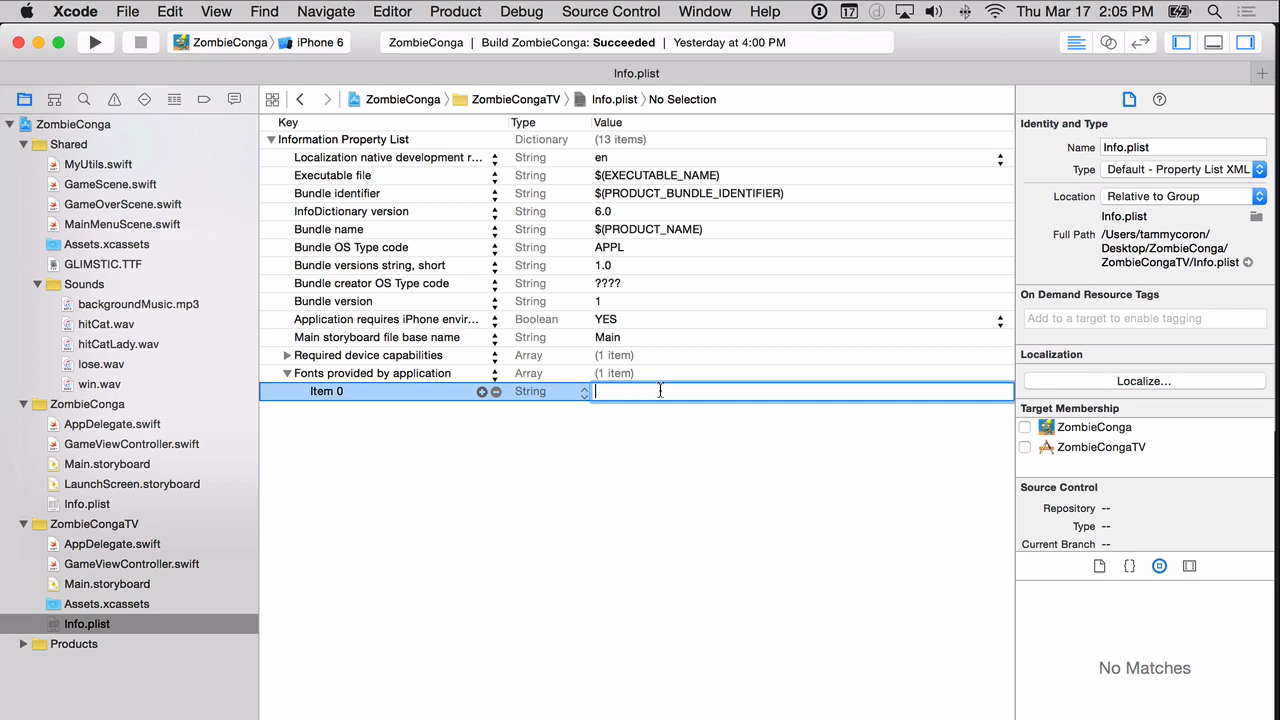 Xcode File Edit View Find Navigate Editor Product Debug Source Control Window Help 17 Thu Mar 17 2:05 PM
ZombieConga iPhone 6 ZombieConga | Build ZombieConga: Succeeded | Yesterday at 4:00 PM
Info.plist
ZombieConga ZombieCongaTV Info.plist No Selection
ZombieConga
Shared
MyUtils.swift
GameScene.swift
GameOverScene.swift
MainMenuScene.swift
Assets.xcassets
GLIMSTIC.TTF
Sounds
backgroundMusic.mp3
hitCat.wav
hitCatLady.wav
lose.wav
win.wav
ZombieConga
AppDelegate.swift
GameViewController.swift
Main.storyboard
LaunchScreen.storyboard
Info.plist
ZombieCongaTV
AppDelegate.swift
GameViewController.swift
Main.storyboard
Assets.xcassets
Info.plist
Products
Key Type Value
Information Property List Dictionary (13 items)
Localization native development r... String en
Executable file String $(EXECUTABLE_NAME)
Bundle identifier String $(PRODUCT_BUNDLE_IDENTIFIER)
InfoDictionary version String 6.0
Bundle name String $(PRODUCT_NAME)
Bundle OS Type code String APPL
Bundle versions string, short String 1.0
Bundle creator OS Type code String ????
Bundle version String 1
Application requires iPhone envir... Boolean YES
Main storyboard file base name String Main
Required device capabilities Array (1 item)
Fonts provided by application Array (1 item)
Item 0 String
Identity and Type
Name Info.plist
Type Default - Property List XML
Location Relative to Group
Info.plist
Full Path /Users/tammycoron/
Desktop/ZombieConga/
ZombieCongaTV/Info.plist
On Demand Resource Tags
Add to a target to enable tagging
Localization
Localize...
Target Membership
ZombieConga
ZombieCongaTV
Source Control
Repository --
Type --
Current Branch --
No Matches